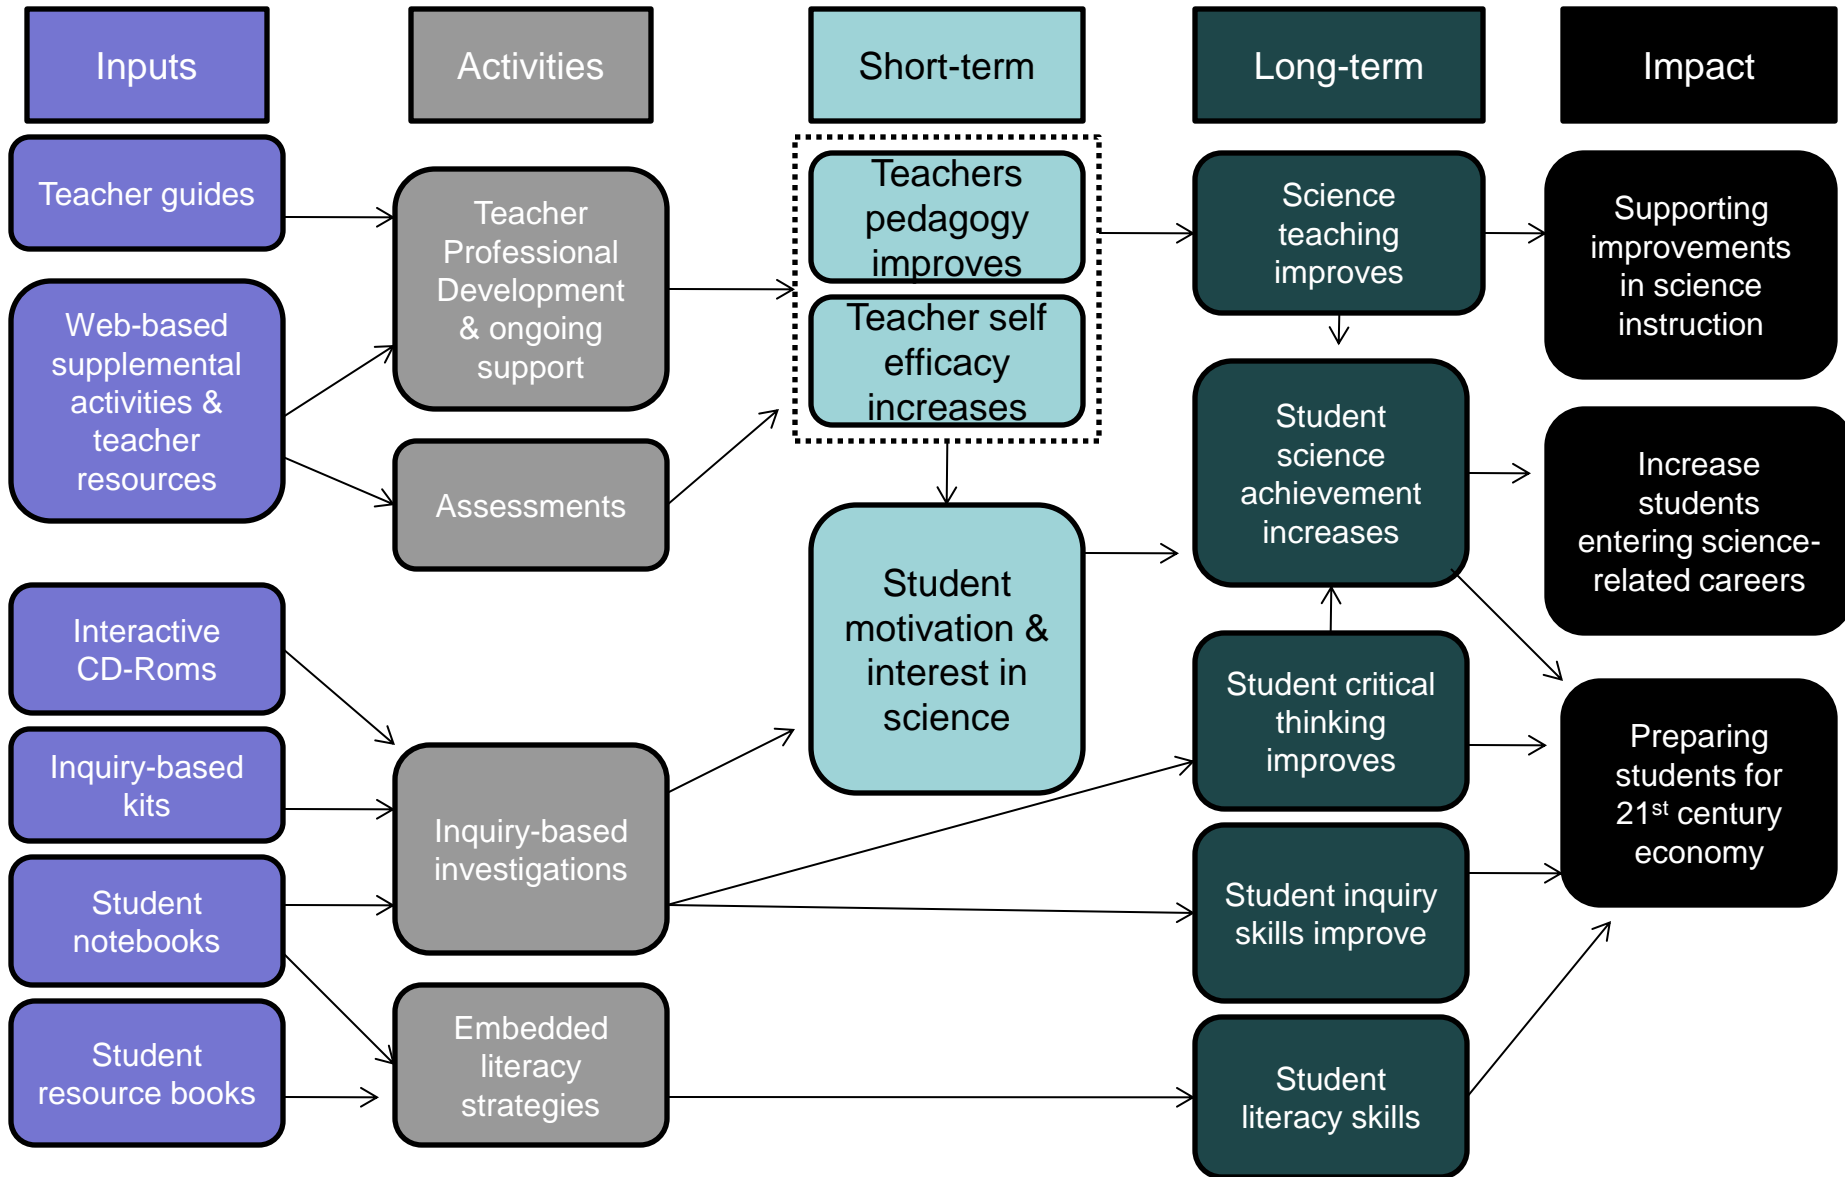 Inputs
Activities
Short-term
Long-term
Impact
Teacher guides
Web-based
supplemental
activities &
teacher
resources
Interactive
CD-Roms
Inquiry-based
kits
Student
notebooks
Student
resource books
Teacher
Professional
Development
& ongoing
support
Assessments
Inquiry-based
investigations
Embedded
literacy
strategies
Teachers
pedagogy
improves
Teacher self
efficacy
increases
Student
motivation &
interest in
science
Science
teaching
improves
Student
science
achievement
increases
Student critical
thinking
improves
Student inquiry
skills improve
Student
literacy skills
Supporting
improvements
in science
instruction
Increase
students
entering science-
related careers
Preparing
students for
21st century
economy